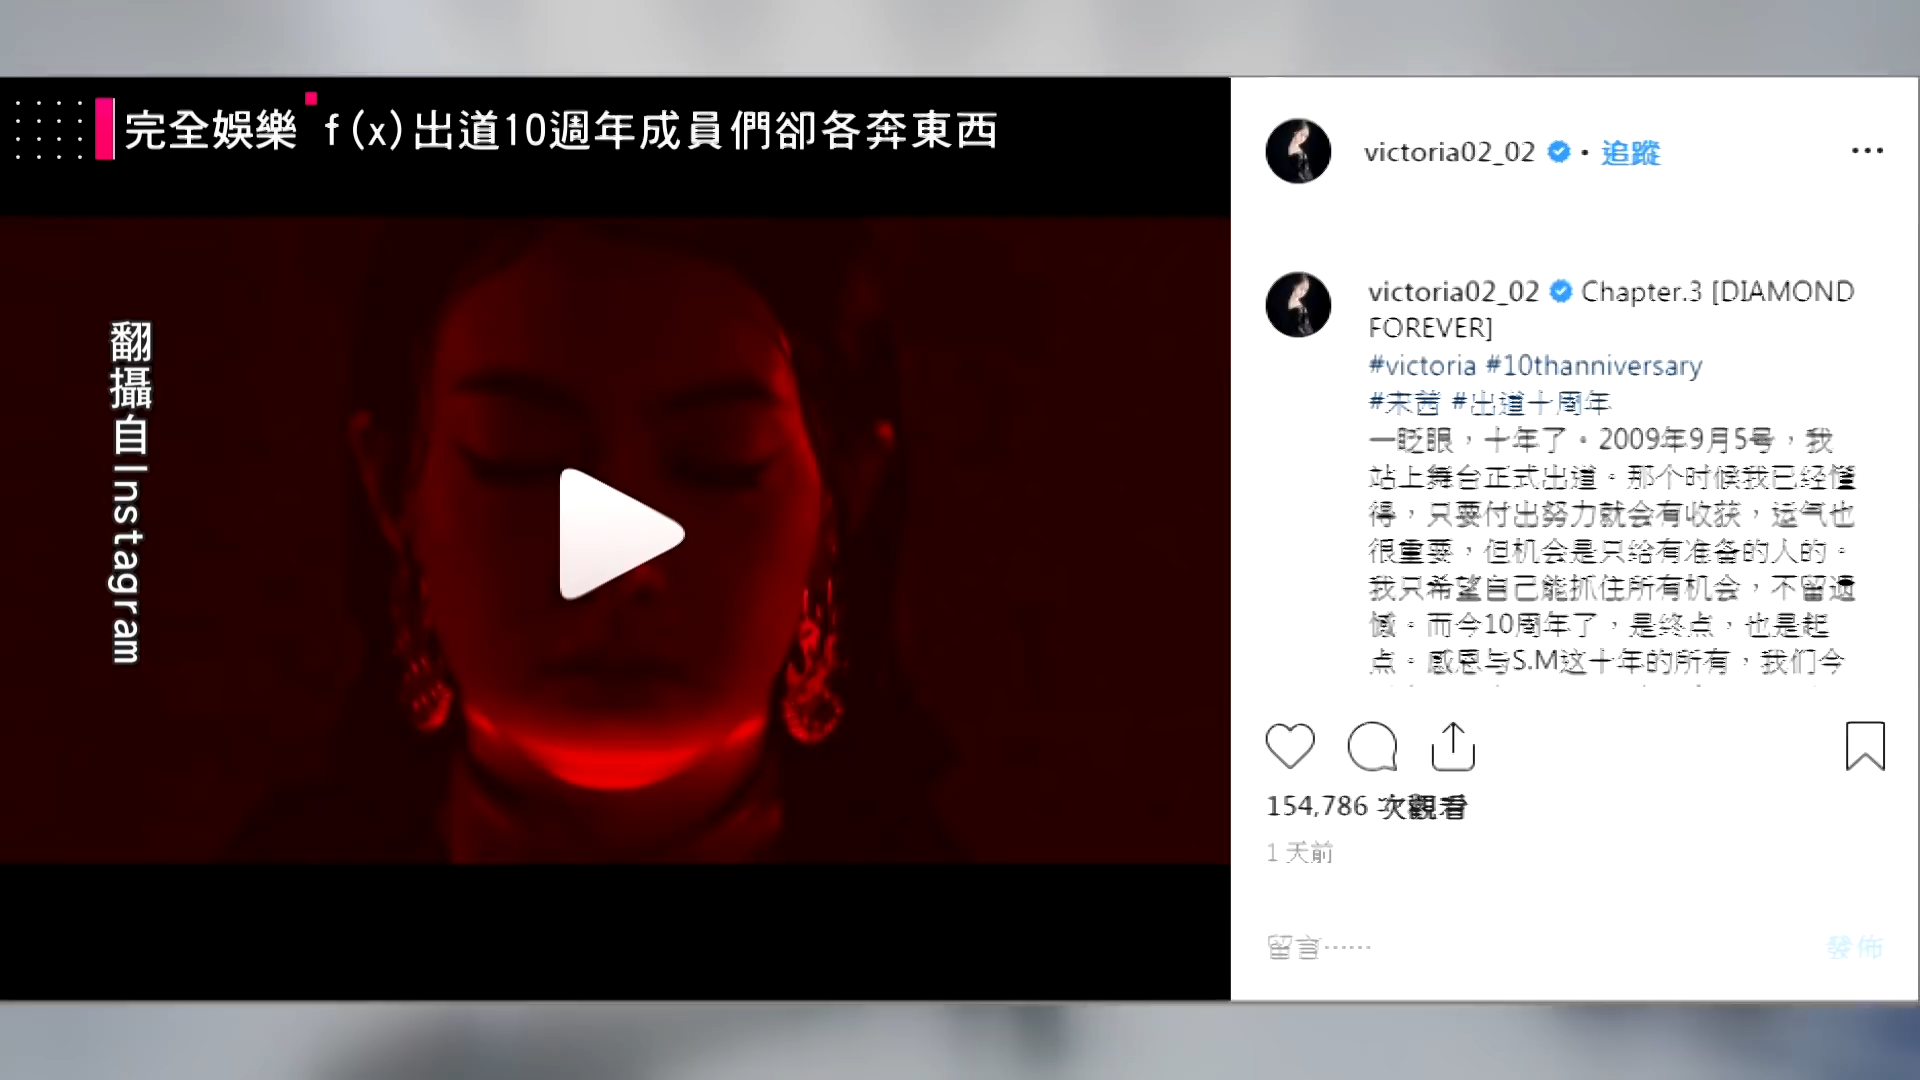 完全娛樂 f(x)出道10週年成員們卻各奔東西
翻攝自Instagram
victoria02_02 • 追蹤
victoria02_02 Chapter.3 [DIAMOND
FOREVER]
#victoria #10thanniversary
#宋茜 #出道十周年
一眨眼，十年了。2009年9月5号，我
站上舞台正式出道。那个时候我已经懂
得，只要付出努力就会有收获，运气也
很重要，但机会是只给有准备的人的。
我只希望自己能抓住所有机会，不留遗
憾。而今10周年了，是终点，也是起
点。感恩与S.M这十年的所有，我们今
154,786 次觀看
1 天前
留言……
發佈